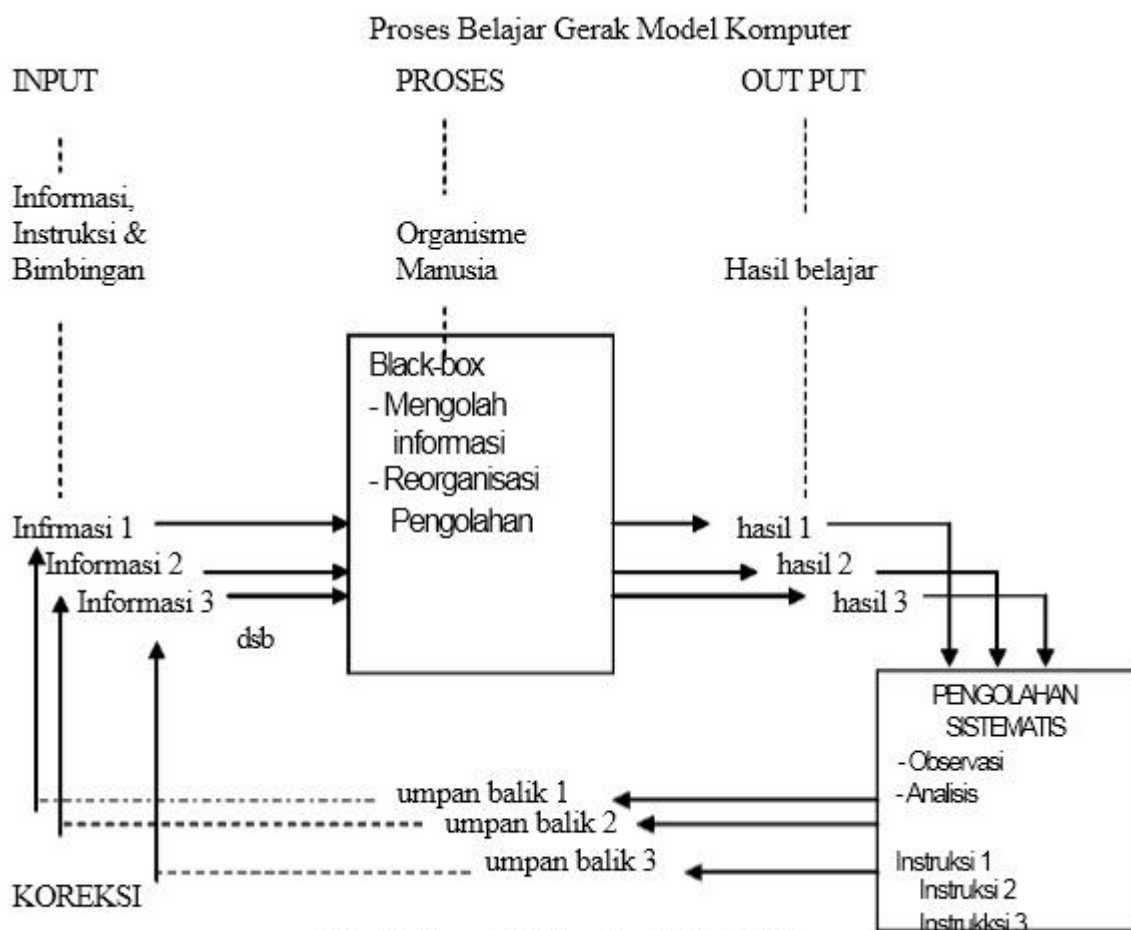 Proses Belajar Gerak Model Komputer
INPUT PROSES OUT PUT
Informasi,
Instruksi &
Bimbingan
Organisme
Manusia
Hasil belajar
Black-box
- Mengolah
informasi
- Reorganisasi
Pengolahan
Infrmasi 1
Informasi 2
Informasi 3
dsb
hasil 1
hasil 2
hasil 3
PENGOLAHAN
SISTEMATIS
- Observasi
- Analisis
Instruksi 1
Instruksi 2
Instrukksi 3
umpan balik 1
umpan balik 2
umpan balik 3
KOREKSI